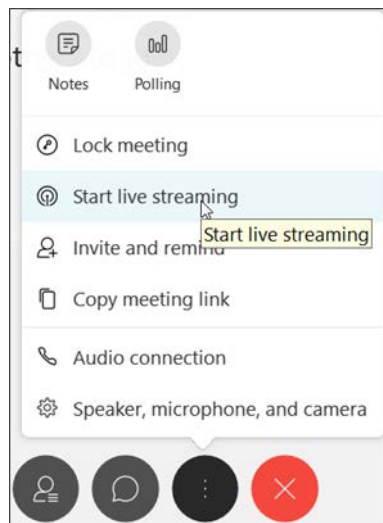 t
Notes Polling
Lock meeting
Start live streaming
Start live streaming
Invite and remind
Copy meeting link
Audio connection
Speaker, microphone, and camera